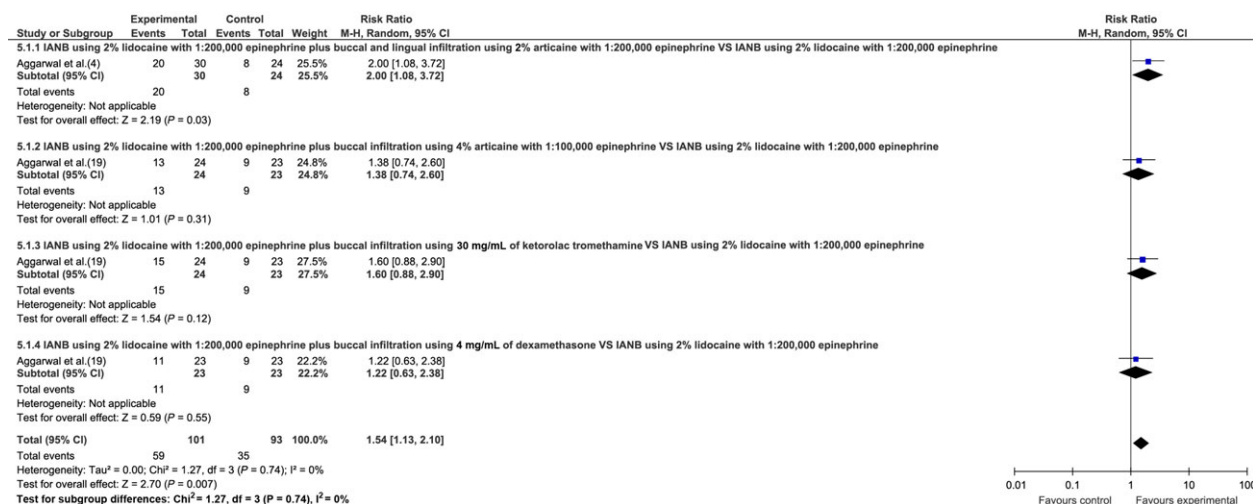 Experimental Control Risk Ratio Risk Ratio
Study or Subgroup Events Total Events Total Weight M-H, Random, 95% CI M-H, Random, 95% CI
5.1.1 IANB using 2% lidocaine with 1:200,000 epinephrine plus buccal and lingual infiltration using 2% articaine with 1:200,000 epinephrine VS IANB using 2% lidocaine with 1:200,000 epinephrine
Aggarwal et al.(4) 20 30 8 24 25.5% 2.00 [1.08, 3.72]
Subtotal (95% CI) 30 24 25.5% 2.00 [1.08, 3.72]
Total events 20 8
Heterogeneity: Not applicable
Test for overall effect: Z = 2.19 (P = 0.03)
5.1.2 IANB using 2% lidocaine with 1:200,000 epinephrine plus buccal infiltration using 4% articaine with 1:100,000 epinephrine VS IANB using 2% lidocaine with 1:200,000 epinephrine
Aggarwal et al.(19) 13 24 9 23 24.8% 1.38 [0.74, 2.60]
Subtotal (95% CI) 24 23 24.8% 1.38 [0.74, 2.60]
Total events 13 9
Heterogeneity: Not applicable
Test for overall effect: Z = 1.01 (P = 0.31)
5.1.3 IANB using 2% lidocaine with 1:200,000 epinephrine plus buccal infiltration using 30 mg/mL of ketorolac tromethamine VS IANB using 2% lidocaine with 1:200,000 epinephrine
Aggarwal et al.(19) 15 24 9 23 27.5% 1.60 [0.88, 2.90]
Subtotal (95% CI) 24 23 27.5% 1.60 [0.88, 2.90]
Total events 15 9
Heterogeneity: Not applicable
Test for overall effect: Z = 1.54 (P = 0.12)
5.1.4 IANB using 2% lidocaine with 1:200,000 epinephrine plus buccal infiltration using 4 mg/mL of dexamethasone VS IANB using 2% lidocaine with 1:200,000 epinephrine
Aggarwal et al.(19) 11 23 9 23 22.2% 1.22 [0.63, 2.38]
Subtotal (95% CI) 23 23 22.2% 1.22 [0.63, 2.38]
Total events 11 9
Heterogeneity: Not applicable
Test for overall effect: Z = 0.59 (P = 0.55)
Total (95% CI) 101 93 100.0% 1.54 [1.13, 2.10]
Total events 59 35
Heterogeneity: Tau² = 0.00; Chi² = 1.27, df = 3 (P = 0.74); I² = 0%
Test for overall effect: Z = 2.70 (P = 0.007)
Test for subgroup differences: Chi² = 1.27, df = 3 (P = 0.74), I² = 0%
0.01 0.1 1 10 100
Favours control Favours experimental